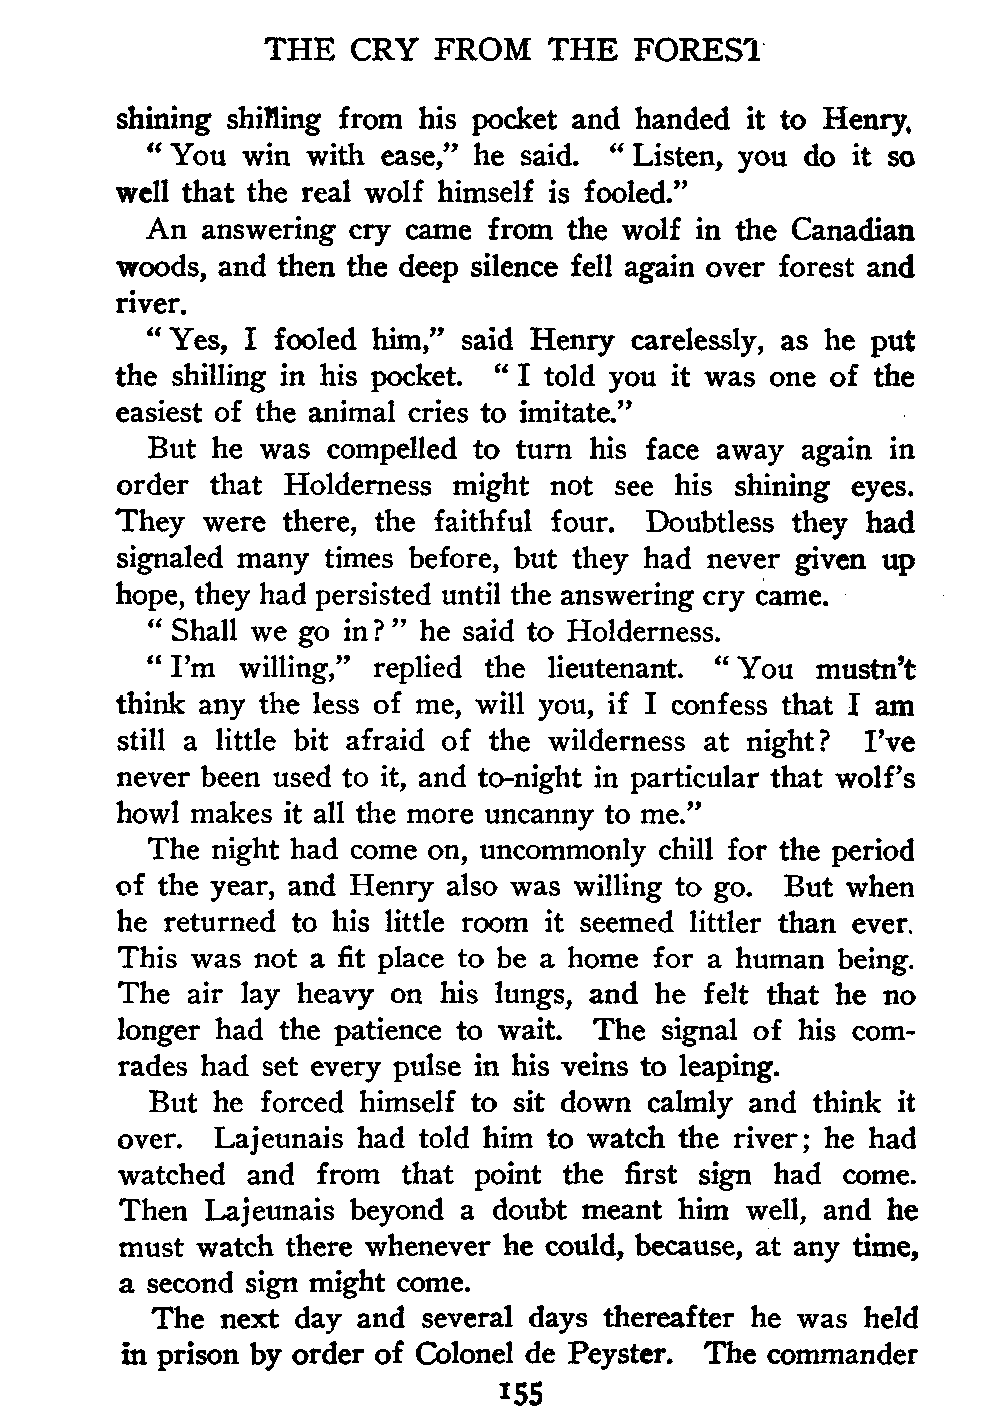 THE CRY FROM THE FOREST
shining shilling from his pocket and handed it to Henry.
“ You win with ease,” he said. “ Listen, you do it so
well that the real wolf himself is fooled.”
An answering cry came from the wolf in the Canadian
woods, and then the deep silence fell again over forest and
river.
“ Yes, I fooled him,” said Henry carelessly, as he put
the shilling in his pocket. “ I told you it was one of the
easiest of the animal cries to imitate.”
But he was compelled to turn his face away again in
order that Holderness might not see his shining eyes.
They were there, the faithful four. Doubtless they had
signaled many times before, but they had never given up
hope, they had persisted until the answering cry came.
“ Shall we go in? ” he said to Holderness.
“ I’m willing,” replied the lieutenant. “ You mustn’t
think any the less of me, will you, if I confess that I am
still a little bit afraid of the wilderness at night? I’ve
never been used to it, and to-night in particular that wolf’s
howl makes it all the more uncanny to me.”
The night had come on, uncommonly chill for the period
of the year, and Henry also was willing to go. But when
he returned to his little room it seemed littler than ever.
This was not a fit place to be a home for a human being.
The air lay heavy on his lungs, and he felt that he no
longer had the patience to wait. The signal of his com-
rades had set every pulse in his veins to leaping.
But he forced himself to sit down calmly and think it
over. Lajeunais had told him to watch the river; he had
watched and from that point the first sign had come.
Then Lajeunais beyond a doubt meant him well, and he
must watch there whenever he could, because, at any time,
a second sign might come.
The next day and several days thereafter he was held
in prison by order of Colonel de Peyster. The commander
155